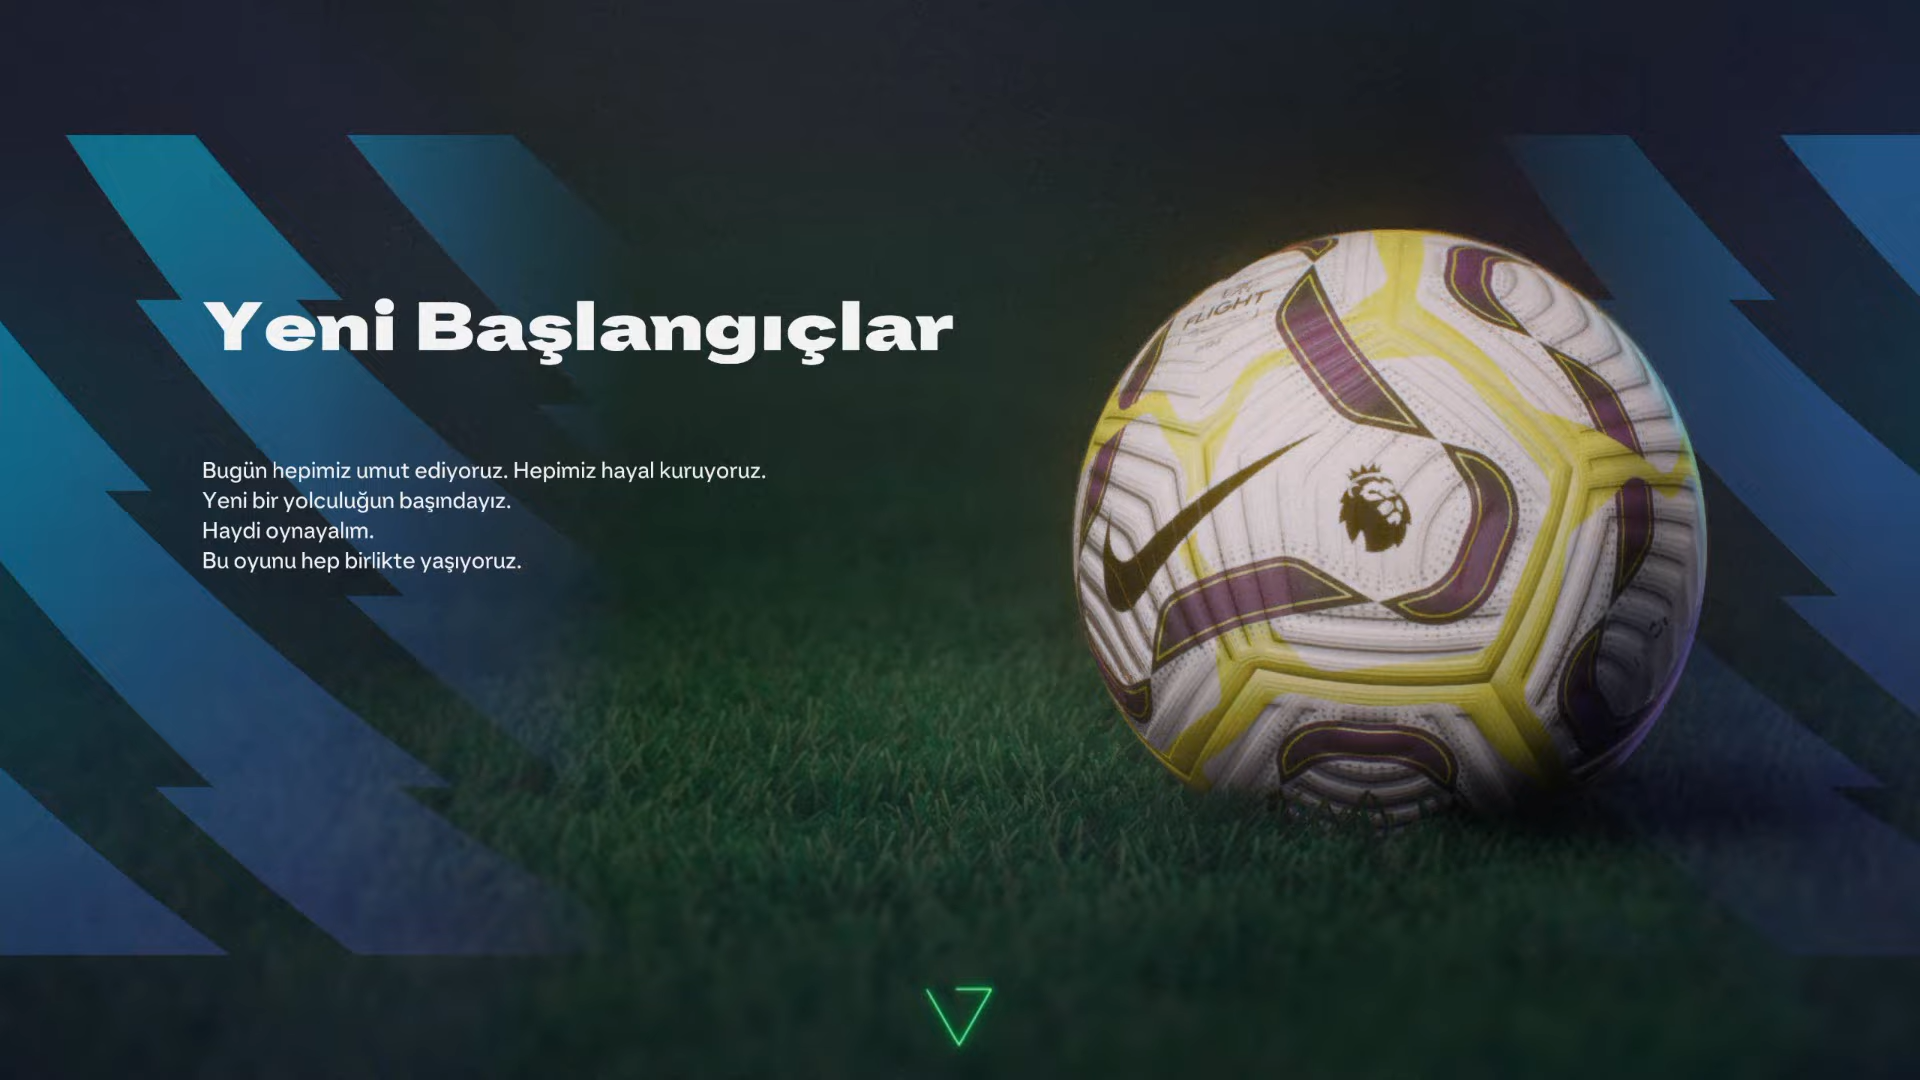 Yeni Başlangıçlar
Bugün hepimiz umut ediyoruz. Hepimiz hayal kuruyoruz.
Yeni bir yolculuğun başındayız.
Haydi oynayalım.
Bu oyunu hep birlikte yaşıyoruz.
FLIGHT